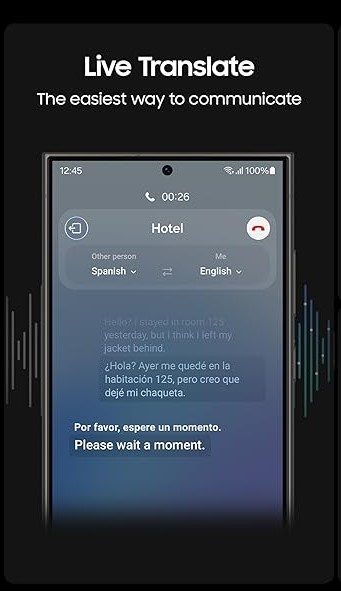 Live Translate
The easiest way to communicate
12:45
100%
00:26
Hotel
Other person
Me
Spanish
English
Hello? I stayed in room 125
yesterday, but I think I left my
jacket behind.
¿Hola? Ayer me quedé en la
habitación 125, pero creo que
dejé mi chaqueta.
Por favor, espere un momento.
Please wait a moment.